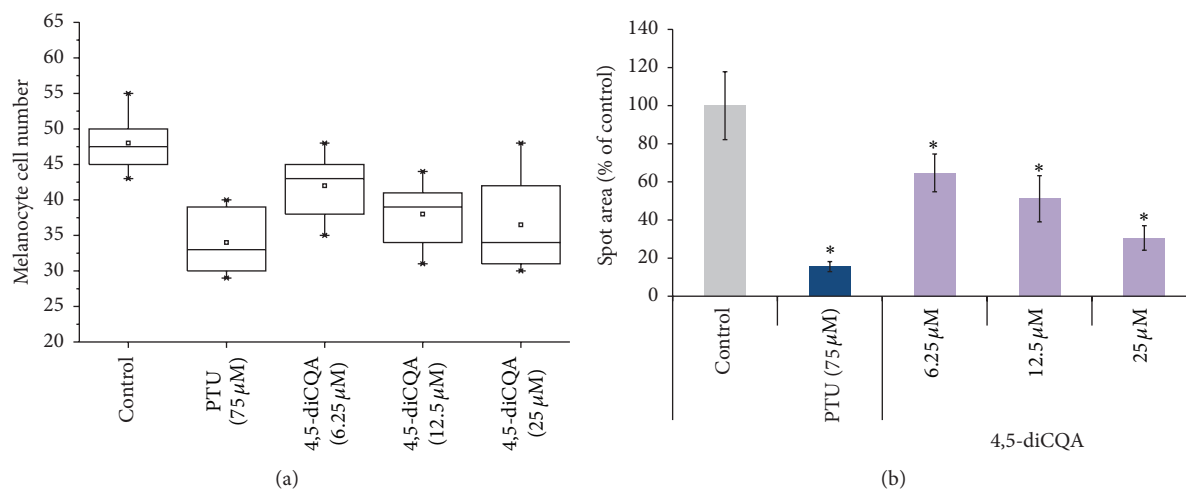 Melanocyte cell number
65
60
55
50
45
40
35
30
25
20
Control
PTU
(75 μM)
4,5-diCQA
(6.25 μM)
4,5-diCQA
(12.5 μM)
4,5-diCQA
(25 μM)
(a)
Spot area (% of control)
140
120
100
80
60
40
20
0
*
*
*
*
Control
PTU (75 μM)
6.25 μM
12.5 μM
25 μM
4,5-diCQA
(b)